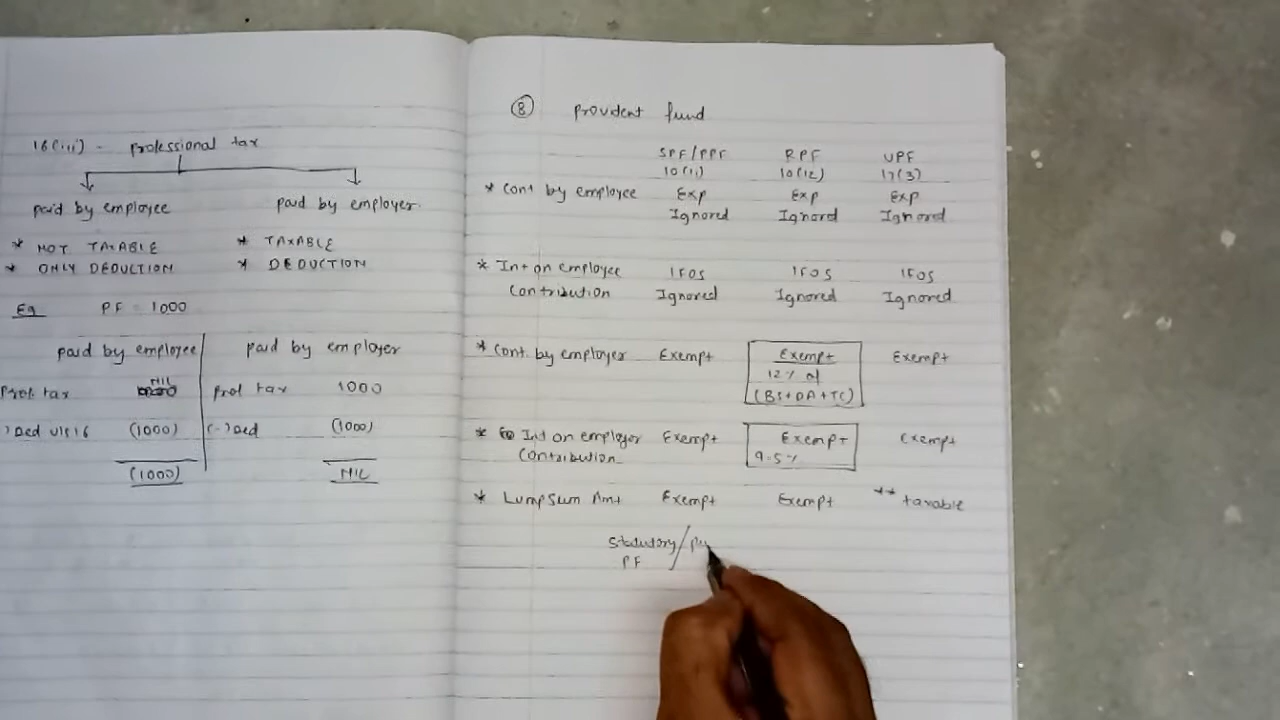 16(iii) - professional tax
paid by employee paid by employer.
* NOT TAXABLE * TAXABLE
* ONLY DEDUCTION * DEDUCTION
Eg PF = 1000
paid by employee paid by employer
Prof. tax NIL prof tax 1000
) Ded u/s 16 (1000) (-) Ded (1000)
(1000) NIL
8 Provident fund
SPF/PPF RPF UPF
10(11) 10(12) 17(3)
* Cont by employee Exp Exp Exp
Ignored Ignored Ignored
* Int on employee IFOS IFOS IFOS
Contribution Ignored Ignored Ignored
* Cont. by employer Exempt Exempt Exempt
12% of
(BS+DA+TC)
* Int on employer Exempt Exempt Exempt
Contribution 9.5%
* Lumpsum Amt Exempt Exempt ** taxable
Statutory/pu
PF